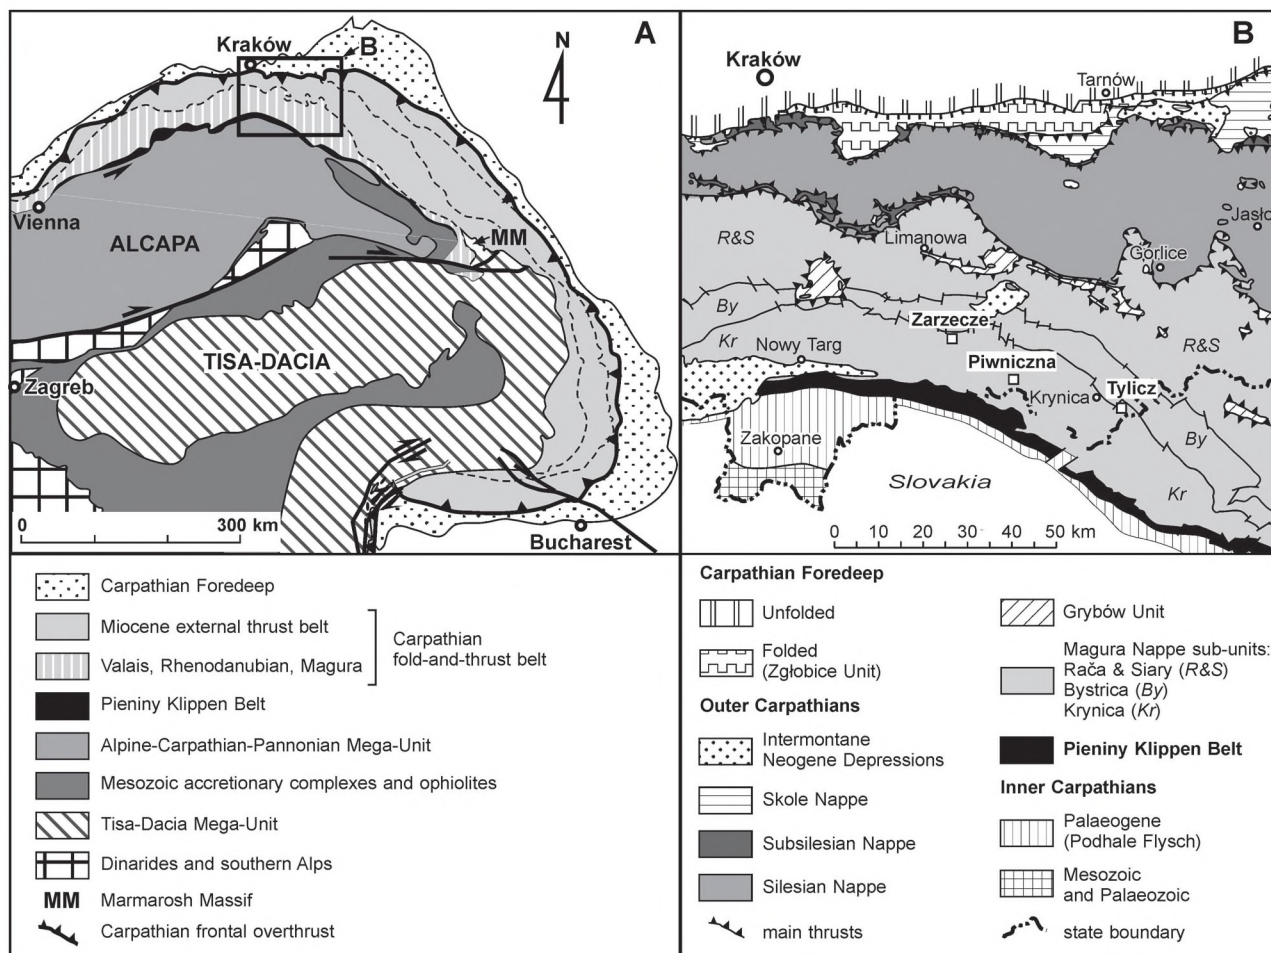 A
Kraków
B
N
Vienna
ALCAPA
MM
TISA-DACIA
Zagreb
0 300 km
Bucharest
B
Kraków
Tarnów
R&S
Limanowa
Jasło
Gorlice
By
Zarzecze
Kr
Nowy Targ
R&S
Piwniczna
Krynica
Tylicz
Zakopane
By
Slovakia
Kr
0 10 20 30 40 50 km
Carpathian Foredeep
Miocene external thrust belt
Valais, Rhenodanubian, Magura
Carpathian
fold-and-thrust belt
Pieniny Klippen Belt
Alpine-Carpathian-Pannonian Mega-Unit
Mesozoic accretionary complexes and ophiolites
Tisa-Dacia Mega-Unit
Dinarides and southern Alps
MM Marmarosh Massif
Carpathian frontal overthrust
Carpathian Foredeep
Unfolded
Folded
(Zgłobice Unit)
Outer Carpathians
Intermontane
Neogene Depressions
Skole Nappe
Subsilesian Nappe
Silesian Nappe
main thrusts
Grybów Unit
Magura Nappe sub-units:
Rača & Siary (R&S)
Bystrica (By)
Krynica (Kr)
Pieniny Klippen Belt
Inner Carpathians
Palaeogene
(Podhale Flysch)
Mesozoic
and Palaeozoic
state boundary